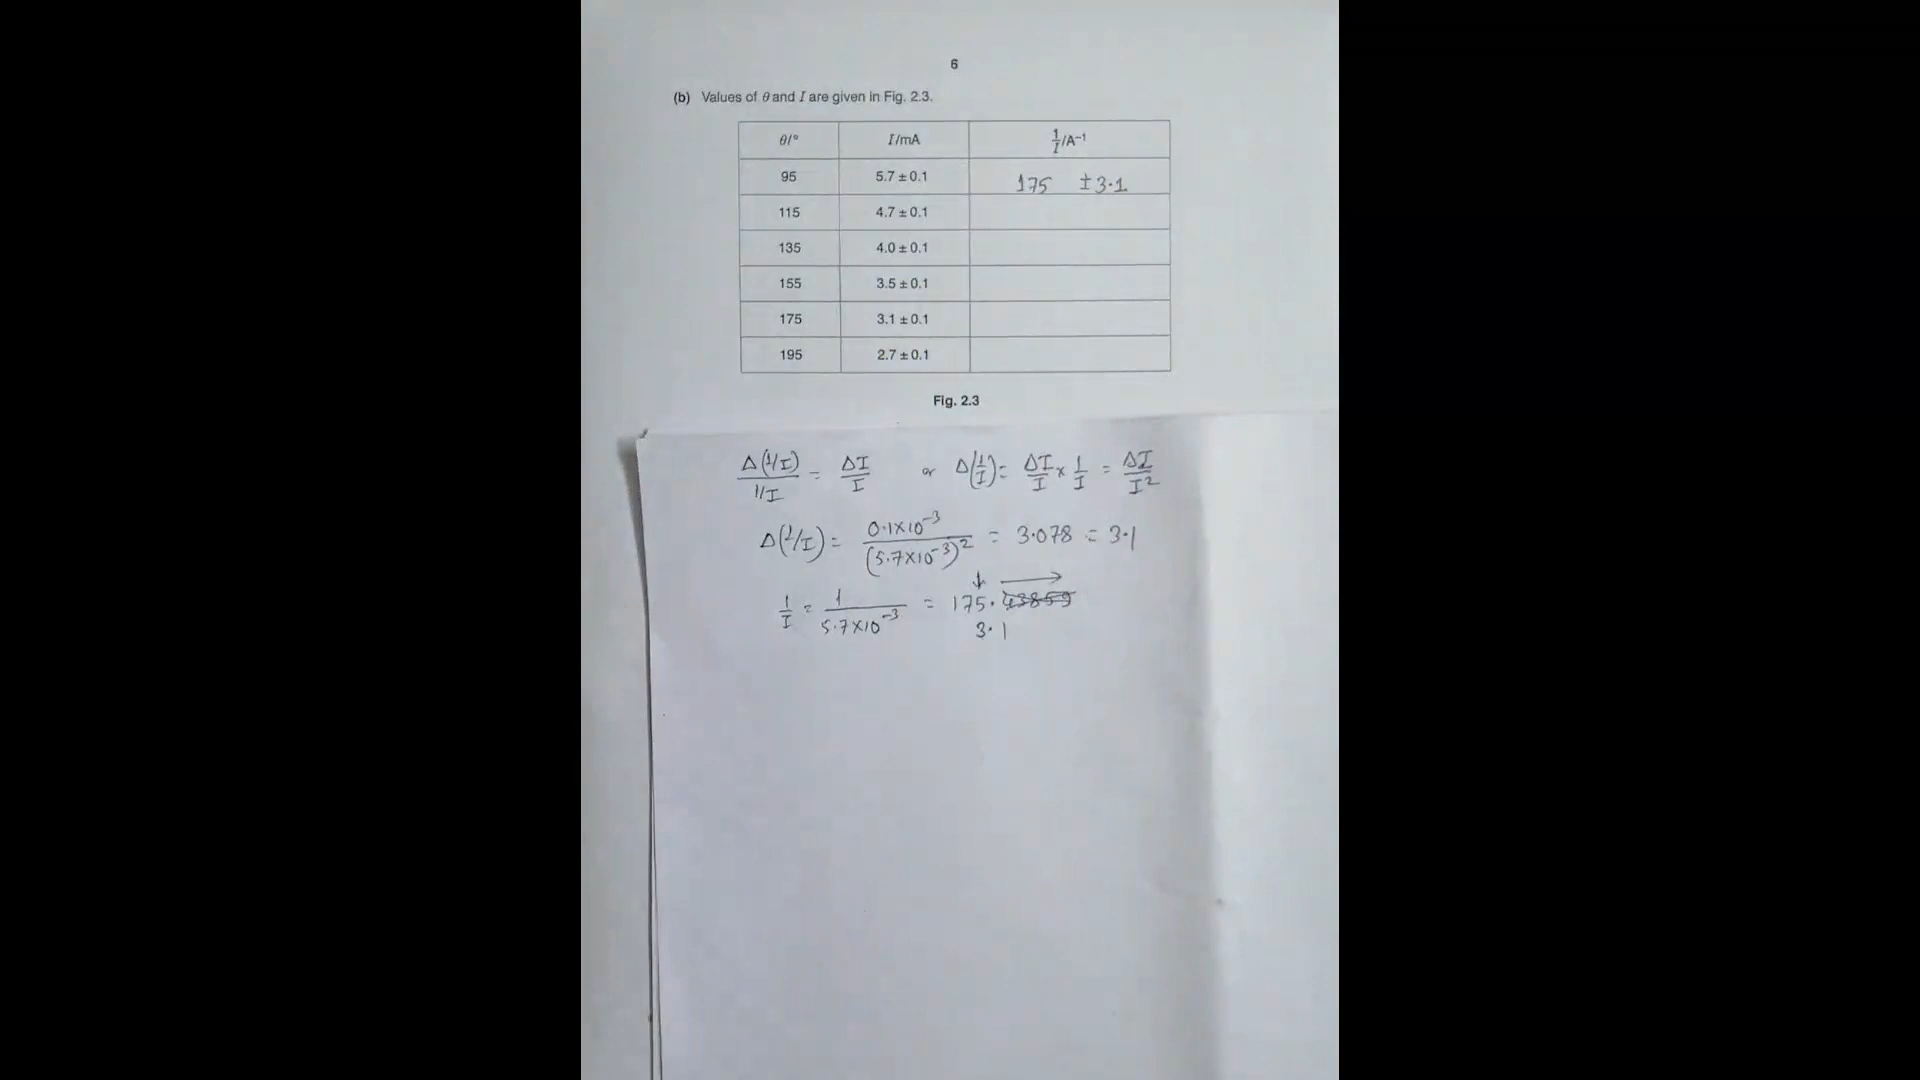 6
(b) Values of θ and I are given in Fig. 2.3.
θ/° I/mA 1/I /A⁻¹
95 5.7 ± 0.1 175 ± 3.1
115 4.7 ± 0.1
135 4.0 ± 0.1
155 3.5 ± 0.1
175 3.1 ± 0.1
195 2.7 ± 0.1
Fig. 2.3
Δ(1/I)/(1/I) = ΔI/I or Δ(1/I) = ΔI/I × 1/I = ΔI/I²
Δ(1/I) = 0.1×10⁻³/(5.7×10⁻³)² = 3.078 = 3.1
1/I = 1/5.7×10⁻³ = 175.43859
3.1